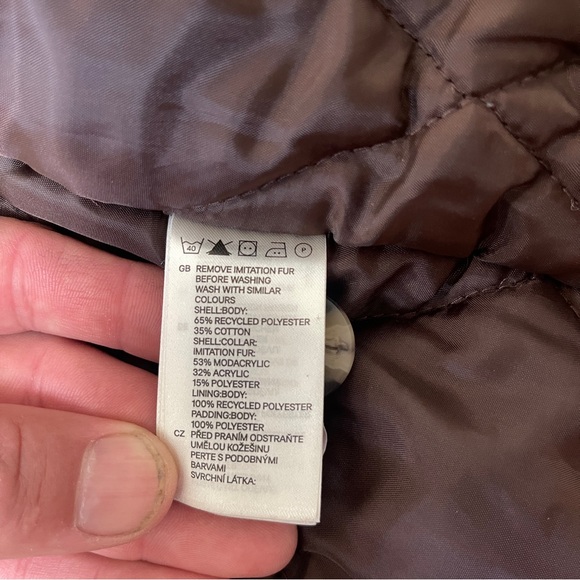 40 P
GB REMOVE IMITATION FUR
BEFORE WASHING
WASH WITH SIMILAR
COLOURS
SHELL:BODY:
65% RECYCLED POLYESTER
35% COTTON
SHELL:COLLAR:
IMITATION FUR:
53% MODACRYLIC
32% ACRYLIC
15% POLYESTER
LINING:BODY:
100% RECYCLED POLYESTER
PADDING:BODY:
100% POLYESTER
CZ PŘED PRANÍM ODSTRAŇTE
UMĚLOU KOŽEŠINU
PERTE S PODOBNÝMI
BARVAMI
SVRCHNÍ LÁTKA: